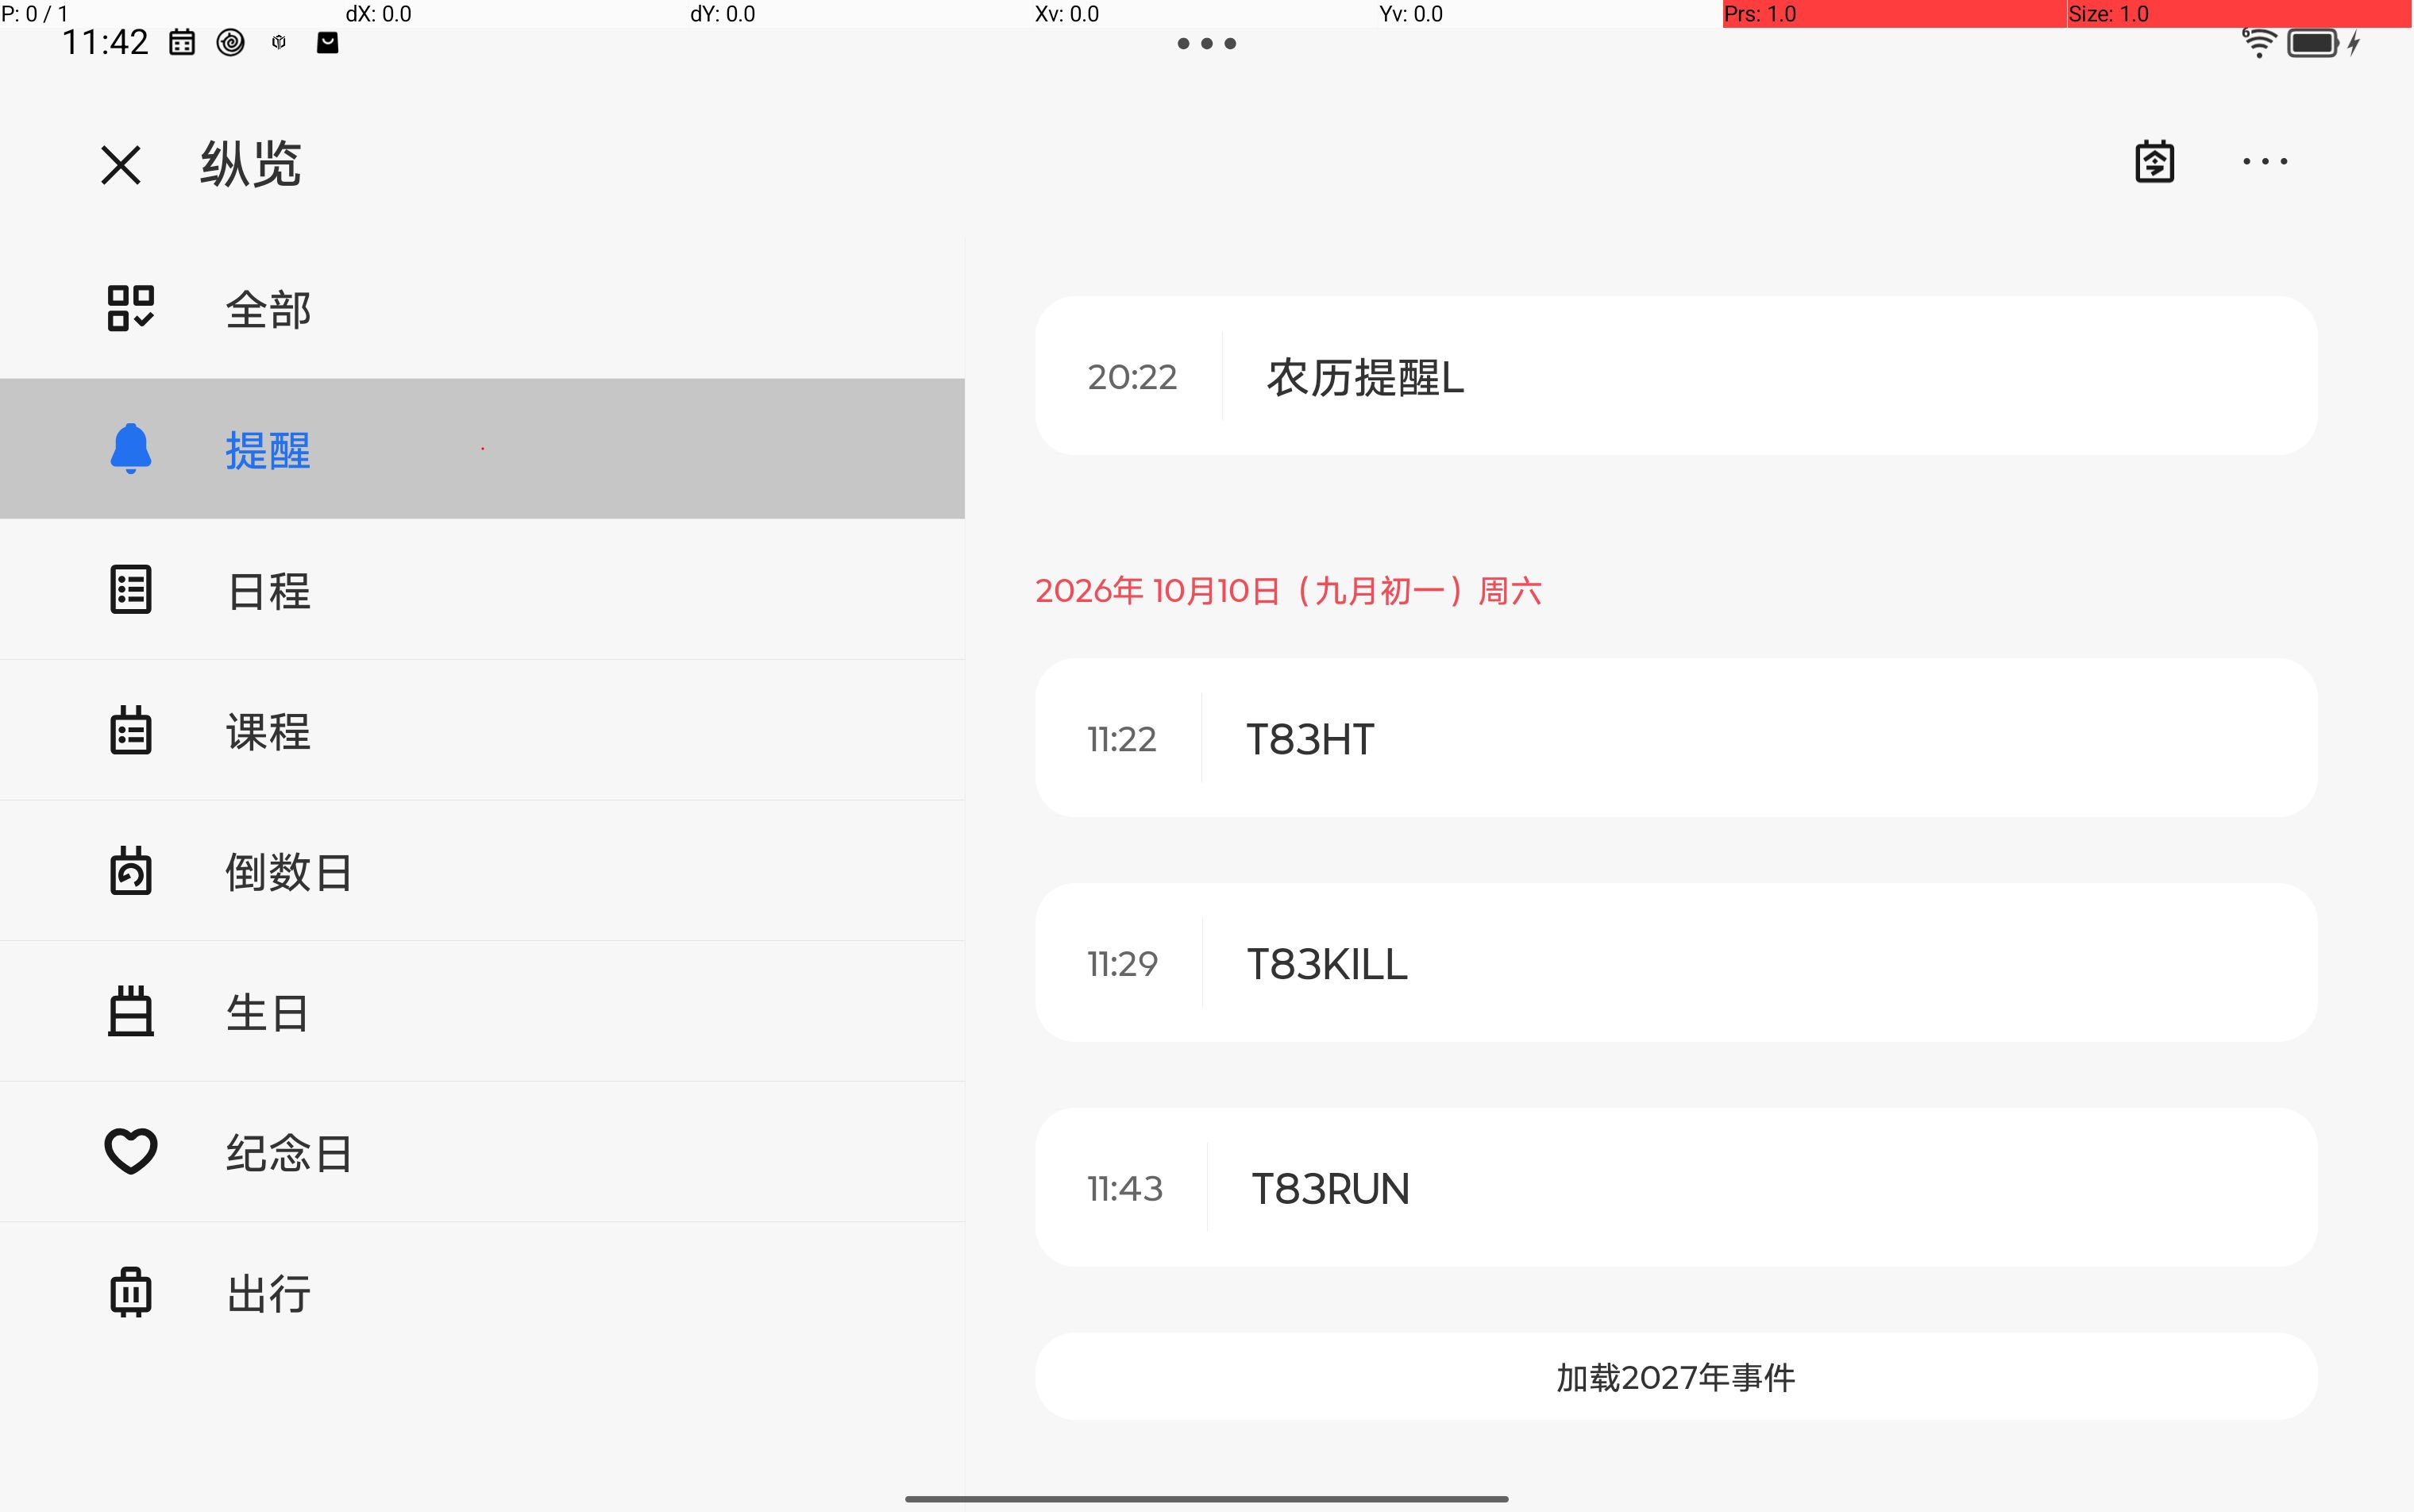 P: 0 / 1 dX: 0.0 dY: 0.0 Xv: 0.0 Yv: 0.0 Prs: 1.0 Size: 1.0
11:42
6
纵览
今
全部
提醒
日程
课程
倒数日
生日
纪念日
出行
20:22 农历提醒L
2026年 10月10日（九月初一）周六
11:22 T83HT
11:29 T83KILL
11:43 T83RUN
加载2027年事件